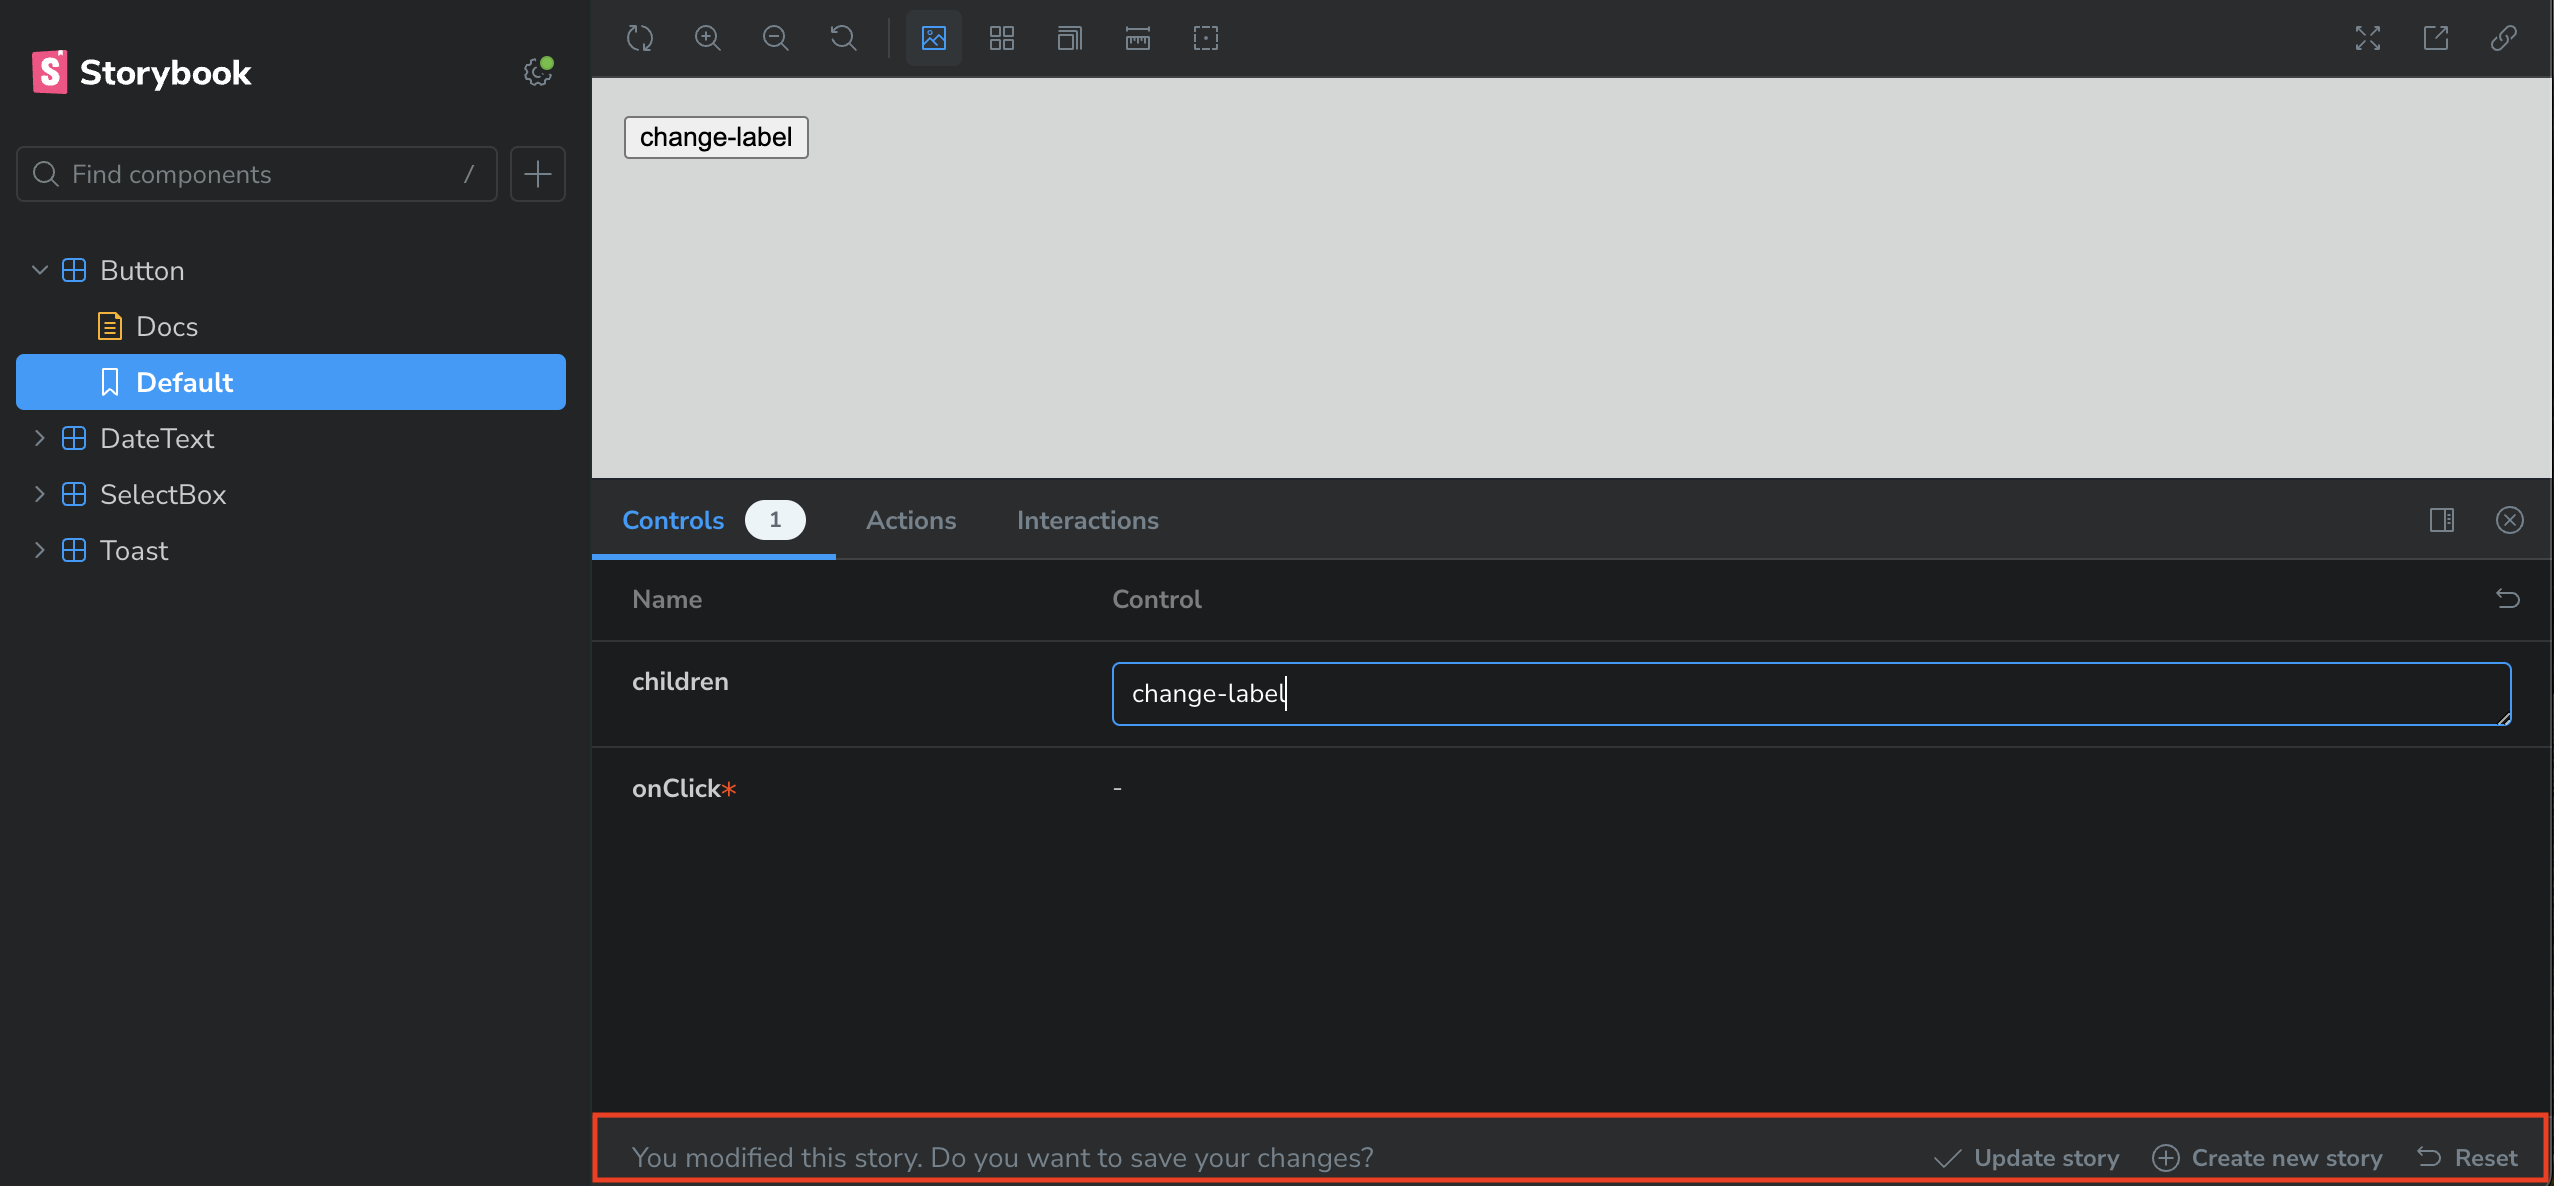 Storybook
Find components /
Button
Docs
Default
DateText
SelectBox
Toast
change-label
Controls 1 Actions Interactions
Name Control
children change-label
onClick* -
You modified this story. Do you want to save your changes? Update story Create new story Reset